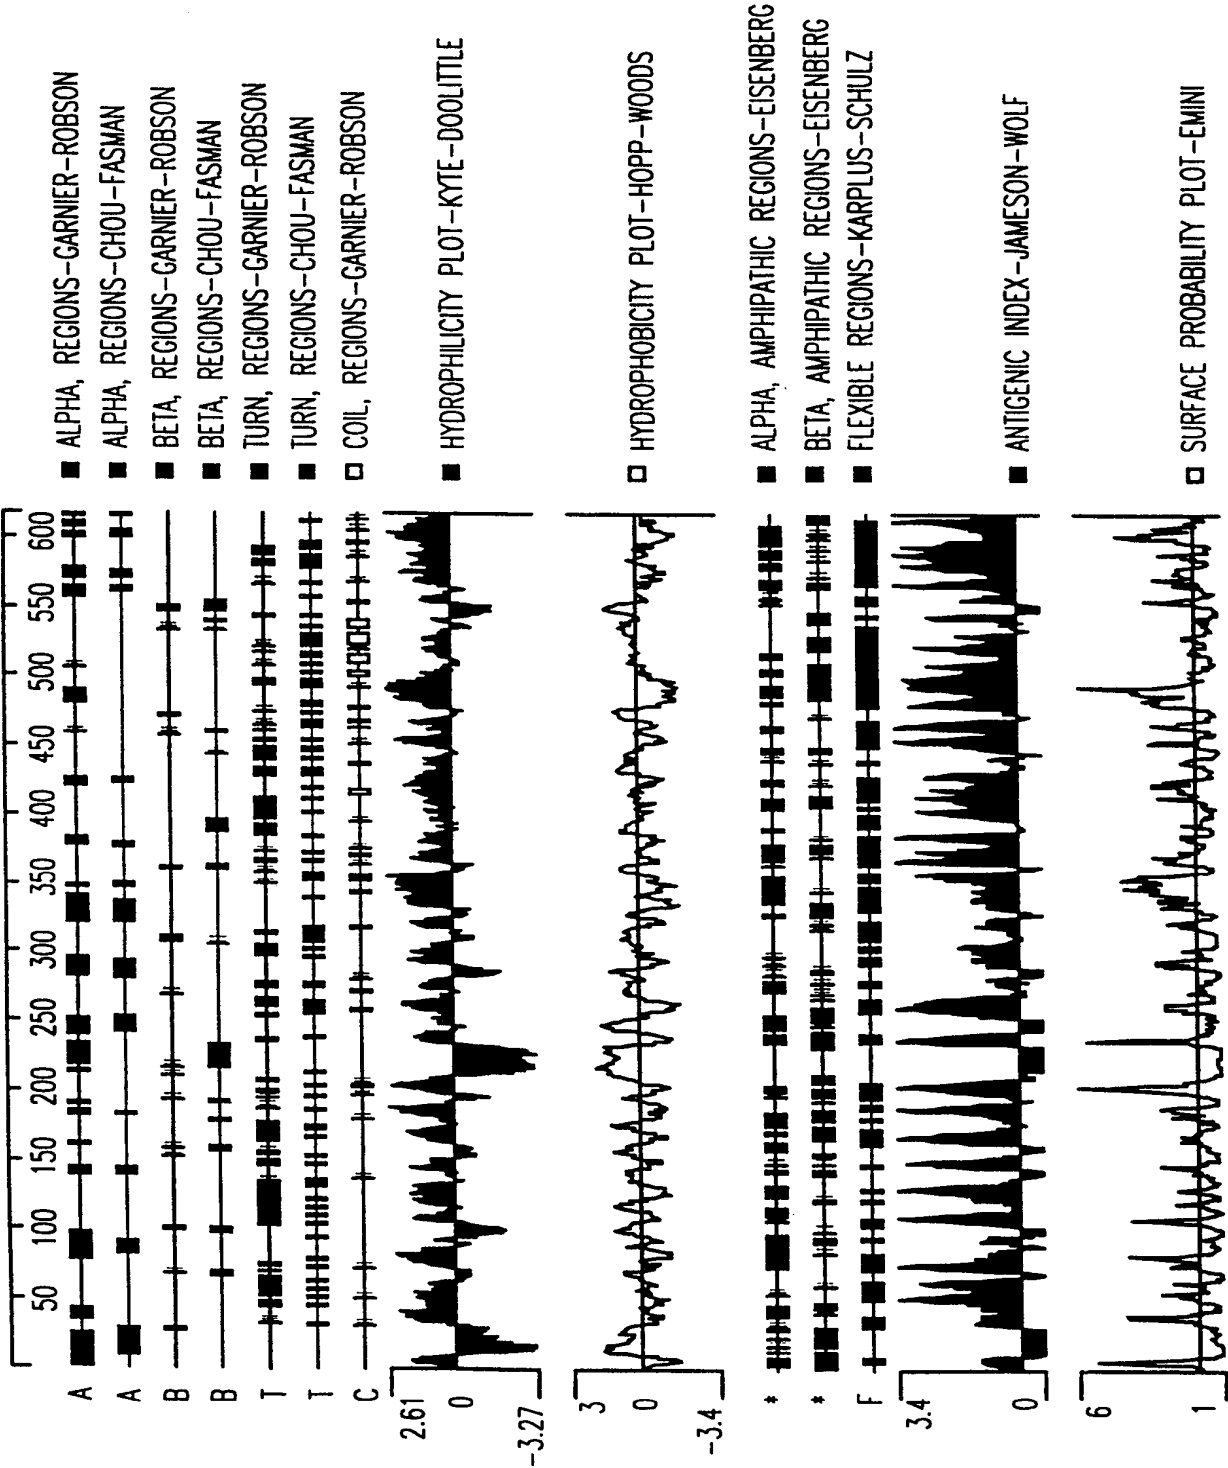 50 100 150 200 250 300 350 400 450 500 550 600
A ALPHA, REGIONS-GARNIER-ROBSON
A ALPHA, REGIONS-CHOU-FASMAN
B BETA, REGIONS-GARNIER-ROBSON
B BETA, REGIONS-CHOU-FASMAN
T TURN, REGIONS-GARNIER-ROBSON
T TURN, REGIONS-CHOU-FASMAN
C COIL, REGIONS-GARNIER-ROBSON
2.61
0 HYDROPHILICITY PLOT-KYTE-DOOLITTLE
-3.27
3
0 HYDROPHOBICITY PLOT-HOPP-WOODS
-3.4
* ALPHA, AMPHIPATHIC REGIONS-EISENBERG
* BETA, AMPHIPATHIC REGIONS-EISENBERG
F FLEXIBLE REGIONS-KARPLUS-SCHULZ
3.4
0 ANTIGENIC INDEX-JAMESON-WOLF
6
1 SURFACE PROBABILITY PLOT-EMINI